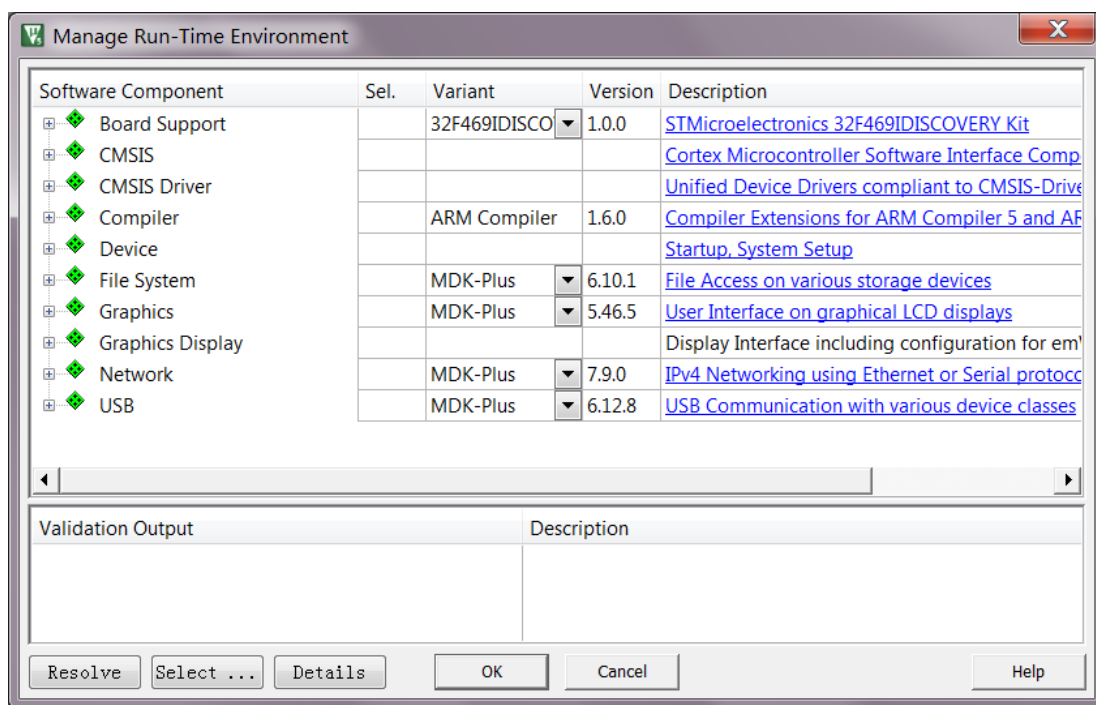 Manage Run-Time Environment
Software Component Sel. Variant Version Description
Board Support 32F469IDISCO 1.0.0 STMicroelectronics 32F469IDISCOVERY Kit
CMSIS Cortex Microcontroller Software Interface Comp
CMSIS Driver Unified Device Drivers compliant to CMSIS-Drive
Compiler ARM Compiler 1.6.0 Compiler Extensions for ARM Compiler 5 and AR
Device Startup, System Setup
File System MDK-Plus 6.10.1 File Access on various storage devices
Graphics MDK-Plus 5.46.5 User Interface on graphical LCD displays
Graphics Display Display Interface including configuration for em
Network MDK-Plus 7.9.0 IPv4 Networking using Ethernet or Serial protoco
USB MDK-Plus 6.12.8 USB Communication with various device classes
Validation Output Description
Resolve Select ... Details OK Cancel Help